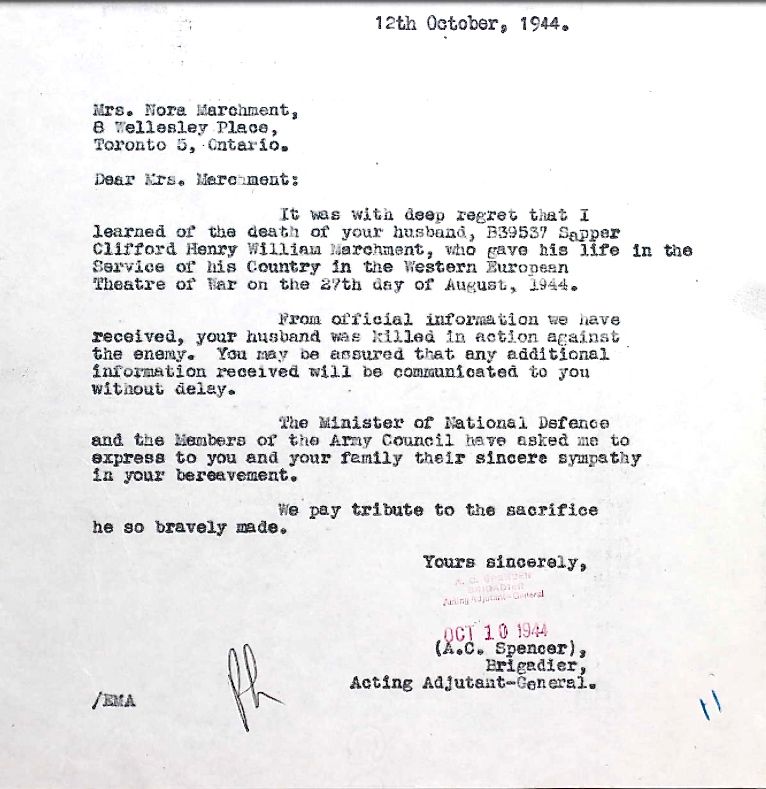 12th October, 1944.
Mrs. Nora Marchment,
8 Wellesley Place,
Toronto 5, Ontario.
Dear Mrs. Marchment:
It was with deep regret that I
learned of the death of your husband, B39537 Sapper
Clifford Henry William Marchment, who gave his life in the
Service of his Country in the Western European
Theatre of War on the 27th day of August, 1944.
From official information we have
received, your husband was killed in action against
the enemy. You may be assured that any additional
information received will be communicated to you
without delay.
The Minister of National Defence
and the Members of the Army Council have asked me to
express to you and your family their sincere sympathy
in your bereavement.
We pay tribute to the sacrifice
he so bravely made.
Yours sincerely,
A. C. SPENCER
BRIGADIER
Acting Adjutant-General
OCT 10 1944
(A.C. Spencer),
Brigadier,
Acting Adjutant-General.
/EMA